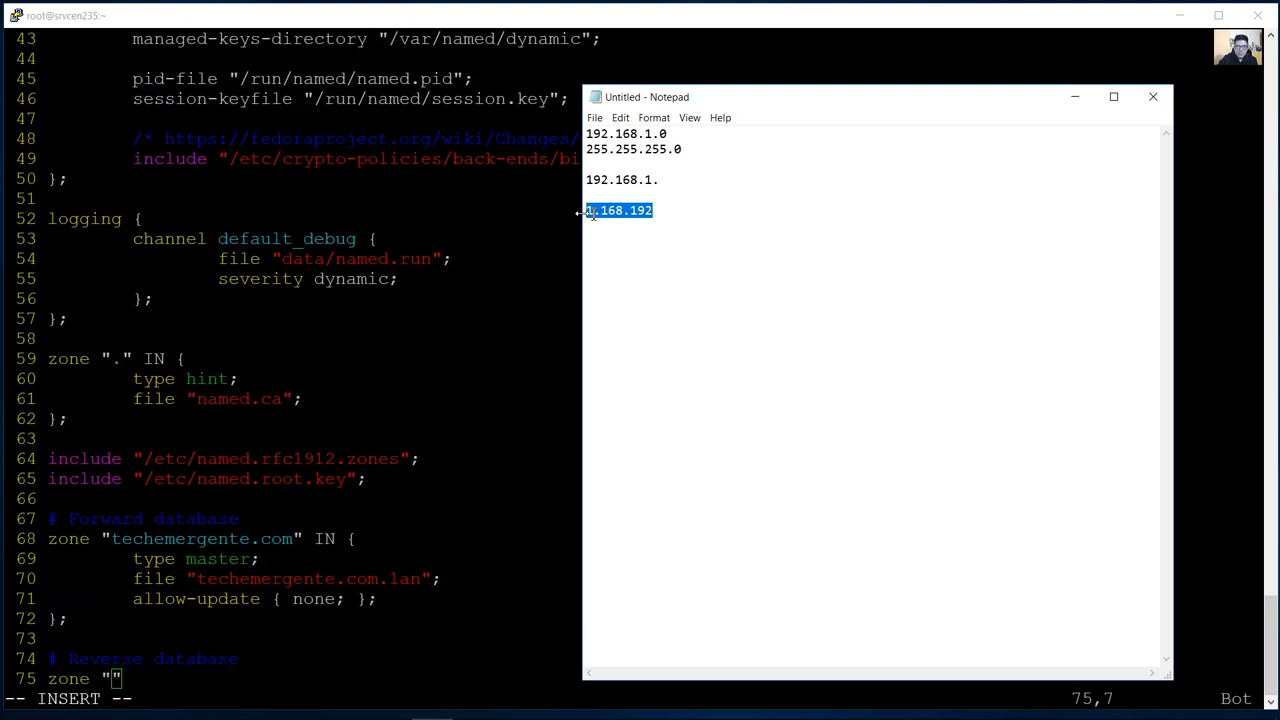 root@srvcen235:~
43 managed-keys-directory "/var/named/dynamic";
44
45 pid-file "/run/named/named.pid";
46 session-keyfile "/run/named/session.key";
47
48 /* https://fedoraproject.org/wiki/Changes/
49 include "/etc/crypto-policies/back-ends/bi
50 };
51
52 logging {
53 channel default_debug {
54 file "data/named.run";
55 severity dynamic;
56 };
57 };
58
59 zone "." IN {
60 type hint;
61 file "named.ca";
62 };
63
64 include "/etc/named.rfc1912.zones";
65 include "/etc/named.root.key";
66
67 # Forward database
68 zone "techemergente.com" IN {
69 type master;
70 file "techemergente.com.lan";
71 allow-update { none; };
72 };
73
74 # Reverse database
75 zone ""
-- INSERT --
75,7 Bot
Untitled - Notepad
File Edit Format View Help
192.168.1.0
255.255.255.0
192.168.1.
1.168.192